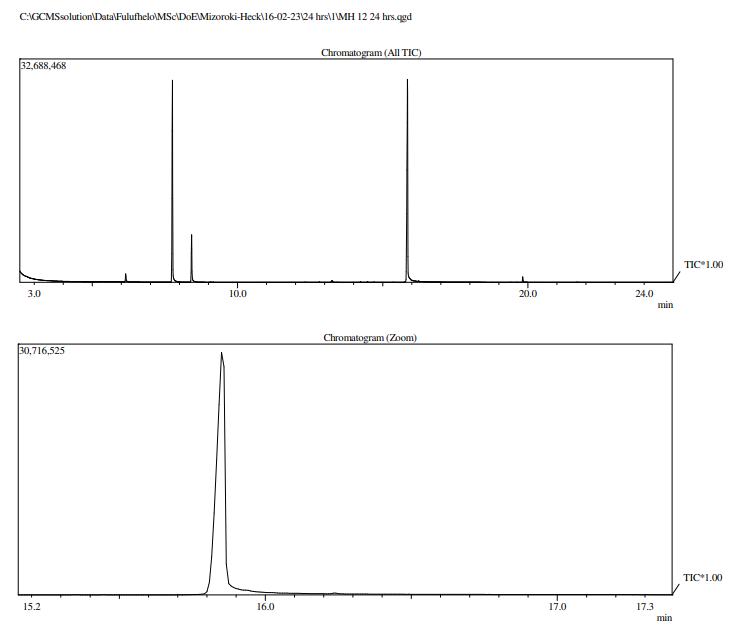 C:\GCMSsolution\Data\Fulufhelo\MSc\DoE\Mizoroki-Heck\16-02-23\24 hrs\1\MH 12 24 hrs.qgd
Chromatogram (All TIC)
32,688,468
TIC*1.00
3.0 10.0 20.0 24.0
min
Chromatogram (Zoom)
30,716,525
TIC*1.00
15.2 16.0 17.0 17.3
min